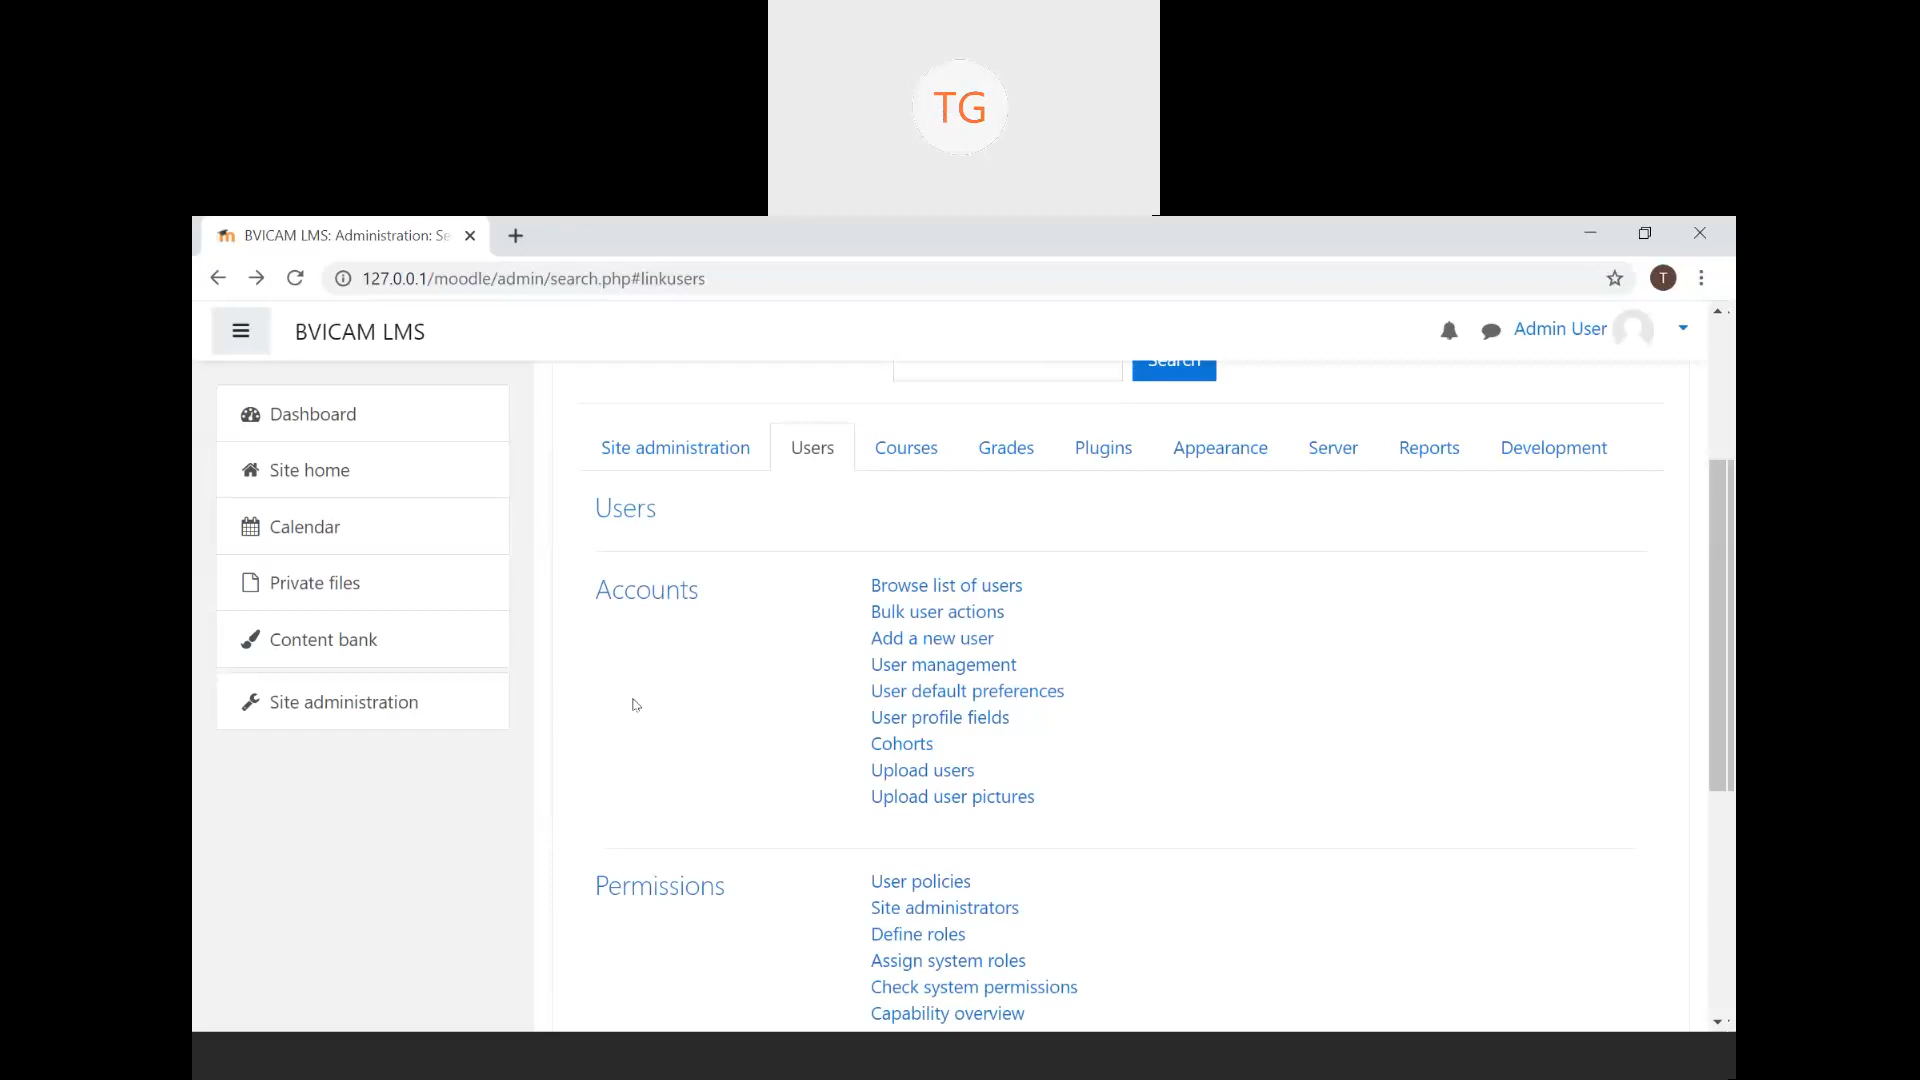 TG
BVICAM LMS: Administration: Se
127.0.0.1/moodle/admin/search.php#linkusers
T
BVICAM LMS
Admin User
Search
Dashboard
Site home
Calendar
Private files
Content bank
Site administration
Site administration Users Courses Grades Plugins Appearance Server Reports Development
Users
Accounts
Browse list of users
Bulk user actions
Add a new user
User management
User default preferences
User profile fields
Cohorts
Upload users
Upload user pictures
Permissions
User policies
Site administrators
Define roles
Assign system roles
Check system permissions
Capability overview